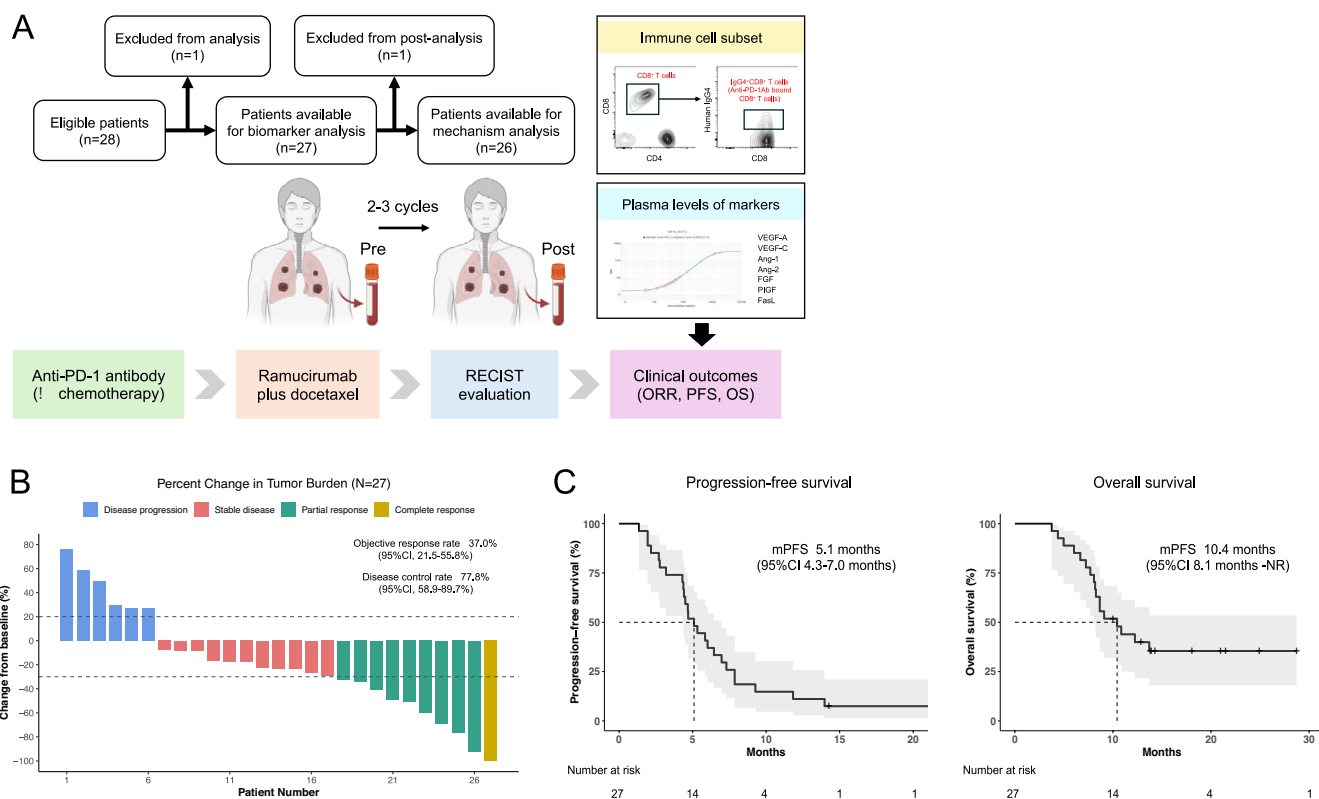 A
Excluded from analysis
(n=1)
Excluded from post-analysis
(n=1)
Eligible patients
(n=28)
Patients available
for biomarker analysis
(n=27)
Patients available for
mechanism analysis
(n=26)
2-3 cycles
Pre
Post
Immune cell subset
CD8⁺ T cells
IgG4⁺CD8⁺ T cells
(Anti-PD-1Ab bound
CD8⁺ T cells)
CD8
CD4
Human IgG4
CD8
Plasma levels of markers
VEGF-A
VEGF-C
Ang-1
Ang-2
FGF
PlGF
FasL
Anti-PD-1 antibody
(! chemotherapy)
Ramucirumab
plus docetaxel
RECIST
evaluation
Clinical outcomes
(ORR, PFS, OS)
B
Percent Change in Tumor Burden (N=27)
Disease progression
Stable disease
Partial response
Complete response
Objective response rate 37.0%
(95%CI, 21.5-55.8%)
Disease control rate 77.8%
(95%CI, 58.9-89.7%)
Change from baseline (%)
80
60
40
20
0
−20
−40
−60
−80
−100
1 6 11 16 21 26
Patient Number
C
Progression-free survival
mPFS 5.1 months
(95%CI 4.3-7.0 months)
Progression−free survival (%)
100
75
50
25
0
0 5 10 15 20
Months
Number at risk
27 14 4 1 1
Overall survival
mPFS 10.4 months
(95%CI 8.1 months -NR)
Overall survival (%)
100
75
50
25
0
0 10 20 30
Months
Number at risk
27 14 4 1